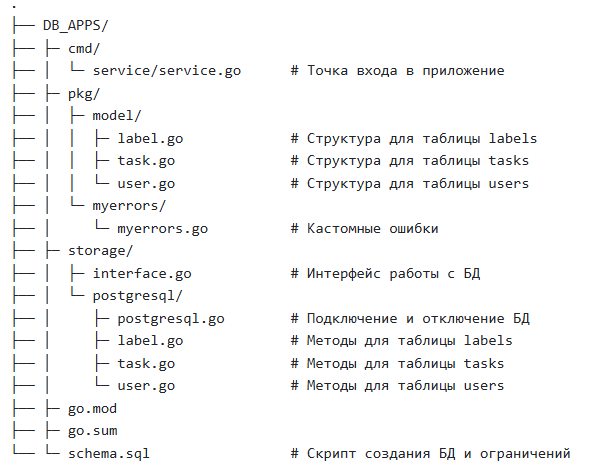 .
├── DB_APPS/
├── ├─ cmd/
├── │  └─ service/service.go      # Точка входа в приложение
├── ├─ pkg/
├── │  ├─ model/
├── │  │  ├─ label.go             # Структура для таблицы labels
├── │  │  ├─ task.go              # Структура для таблицы tasks
├── │  │  └─ user.go              # Структура для таблицы users
├── │  └─ myerrors/
├── │     └─ myerrors.go          # Кастомные ошибки
├── ├─ storage/
├── │  ├─ interface.go            # Интерфейс работы с БД
├── │  └─ postgresql/
├── │     ├─ postgresql.go        # Подключение и отключение БД
├── │     ├─ label.go             # Методы для таблицы labels
├── │     ├─ task.go              # Методы для таблицы tasks
├── │     └─ user.go              # Методы для таблицы users
├── ├─ go.mod
├── ├─ go.sum
└── └─ schema.sql                 # Скрипт создания БД и ограничений